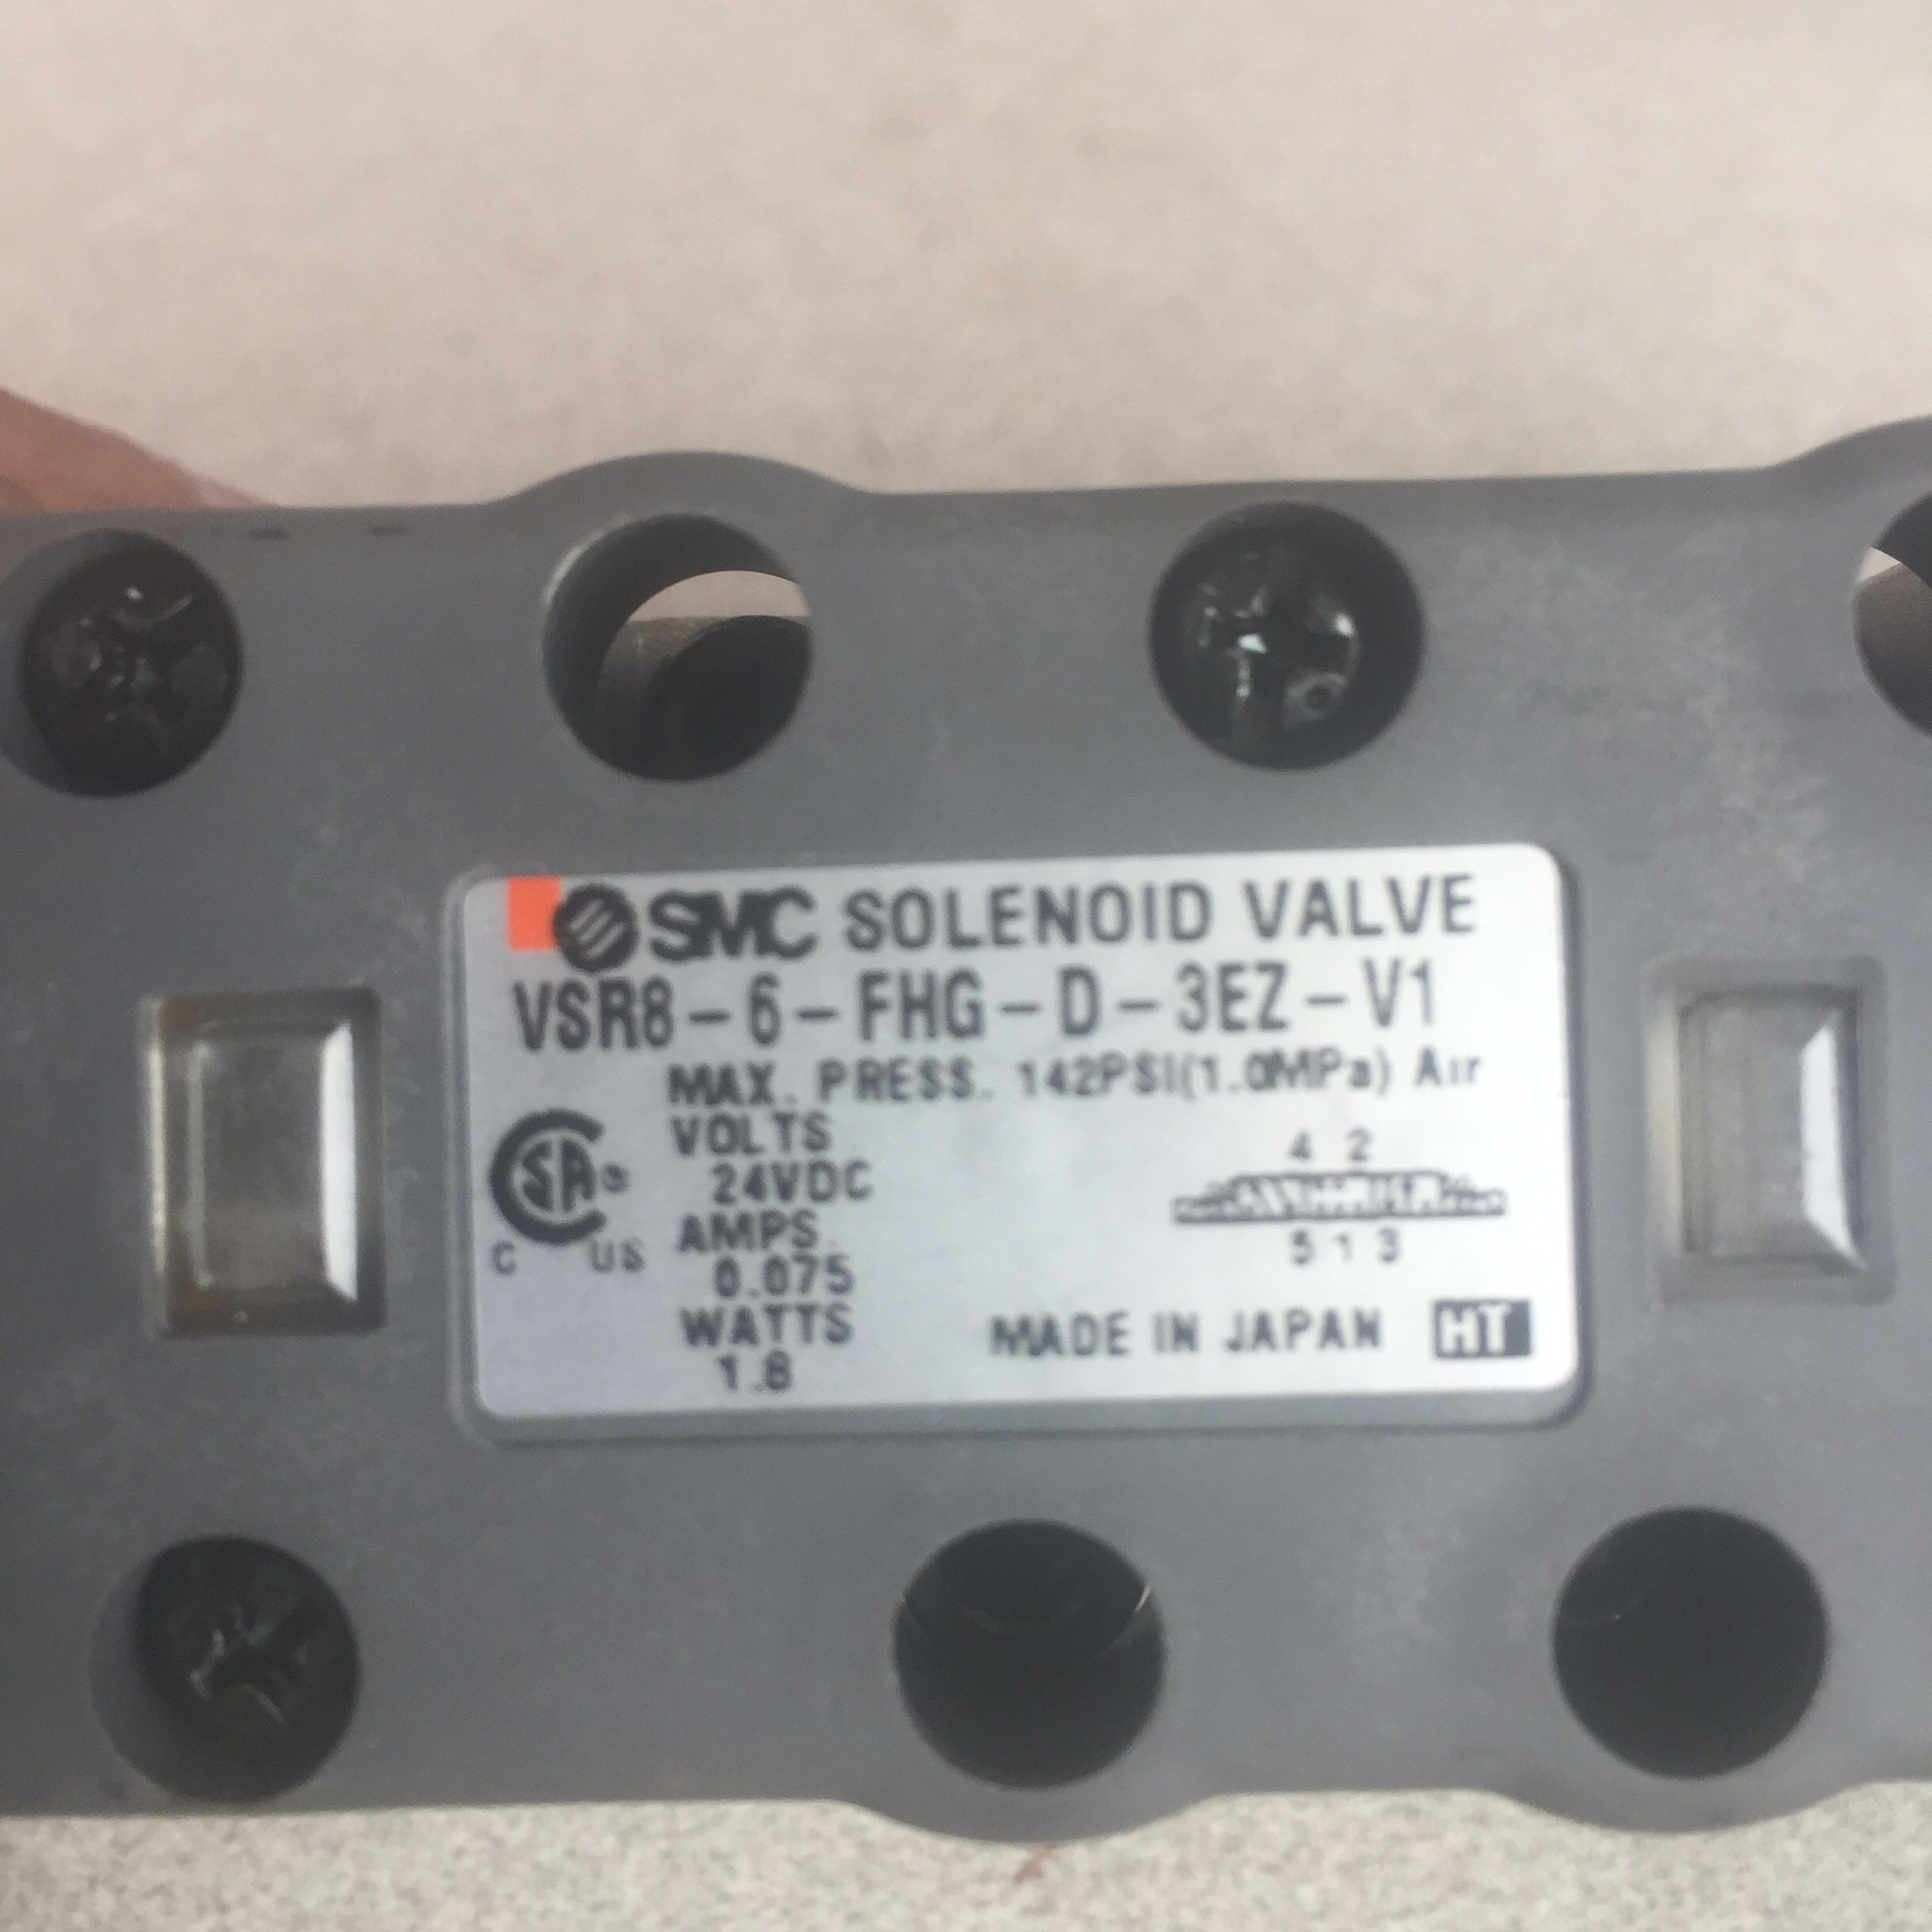 SMC SOLENOID VALVE
VSR8-6-FHG-D-3EZ-V1
MAX. PRESS. 142PSI(1.0MPa) Air
VOLTS
24VDC
AMPS.
0.075
WATTS
1.8
SA®
C US
4 2
5 1 3
MADE IN JAPAN HT